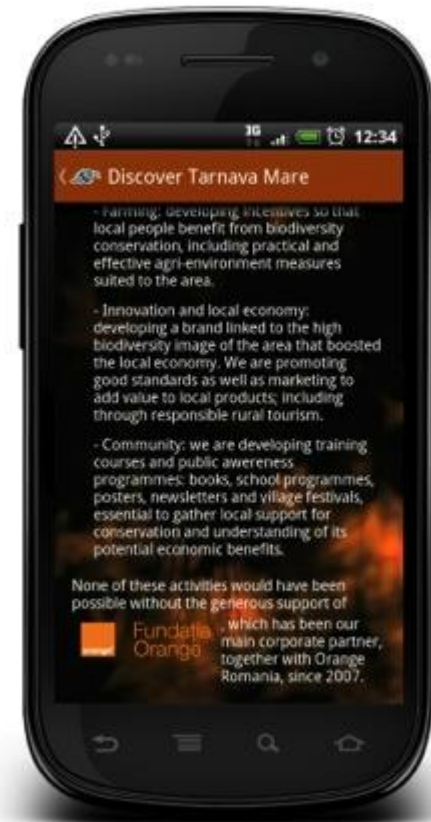 3G 12:34
Discover Tarnava Mare
- Farming: developing incentives so that
local people benefit from biodiversity
conservation, including practical and
effective agri-environment measures
suited to the area.
- Innovation and local economy:
developing a brand linked to the high
biodiversity image of the area that boosted
the local economy. We are promoting
good standards as well as marketing to
add value to local products; including
through responsible rural tourism.
- Community: we are developing training
courses and public awereness
programmes: books, school programmes,
posters, newsletters and village festivals,
essential to gather local support for
conservation and understanding of its
potential economic benefits.
None of these activities would have been
possible without the generous support of
orange
Fundația
Orange
, which has been our
main corporate partner,
together with Orange
Romania, since 2007.